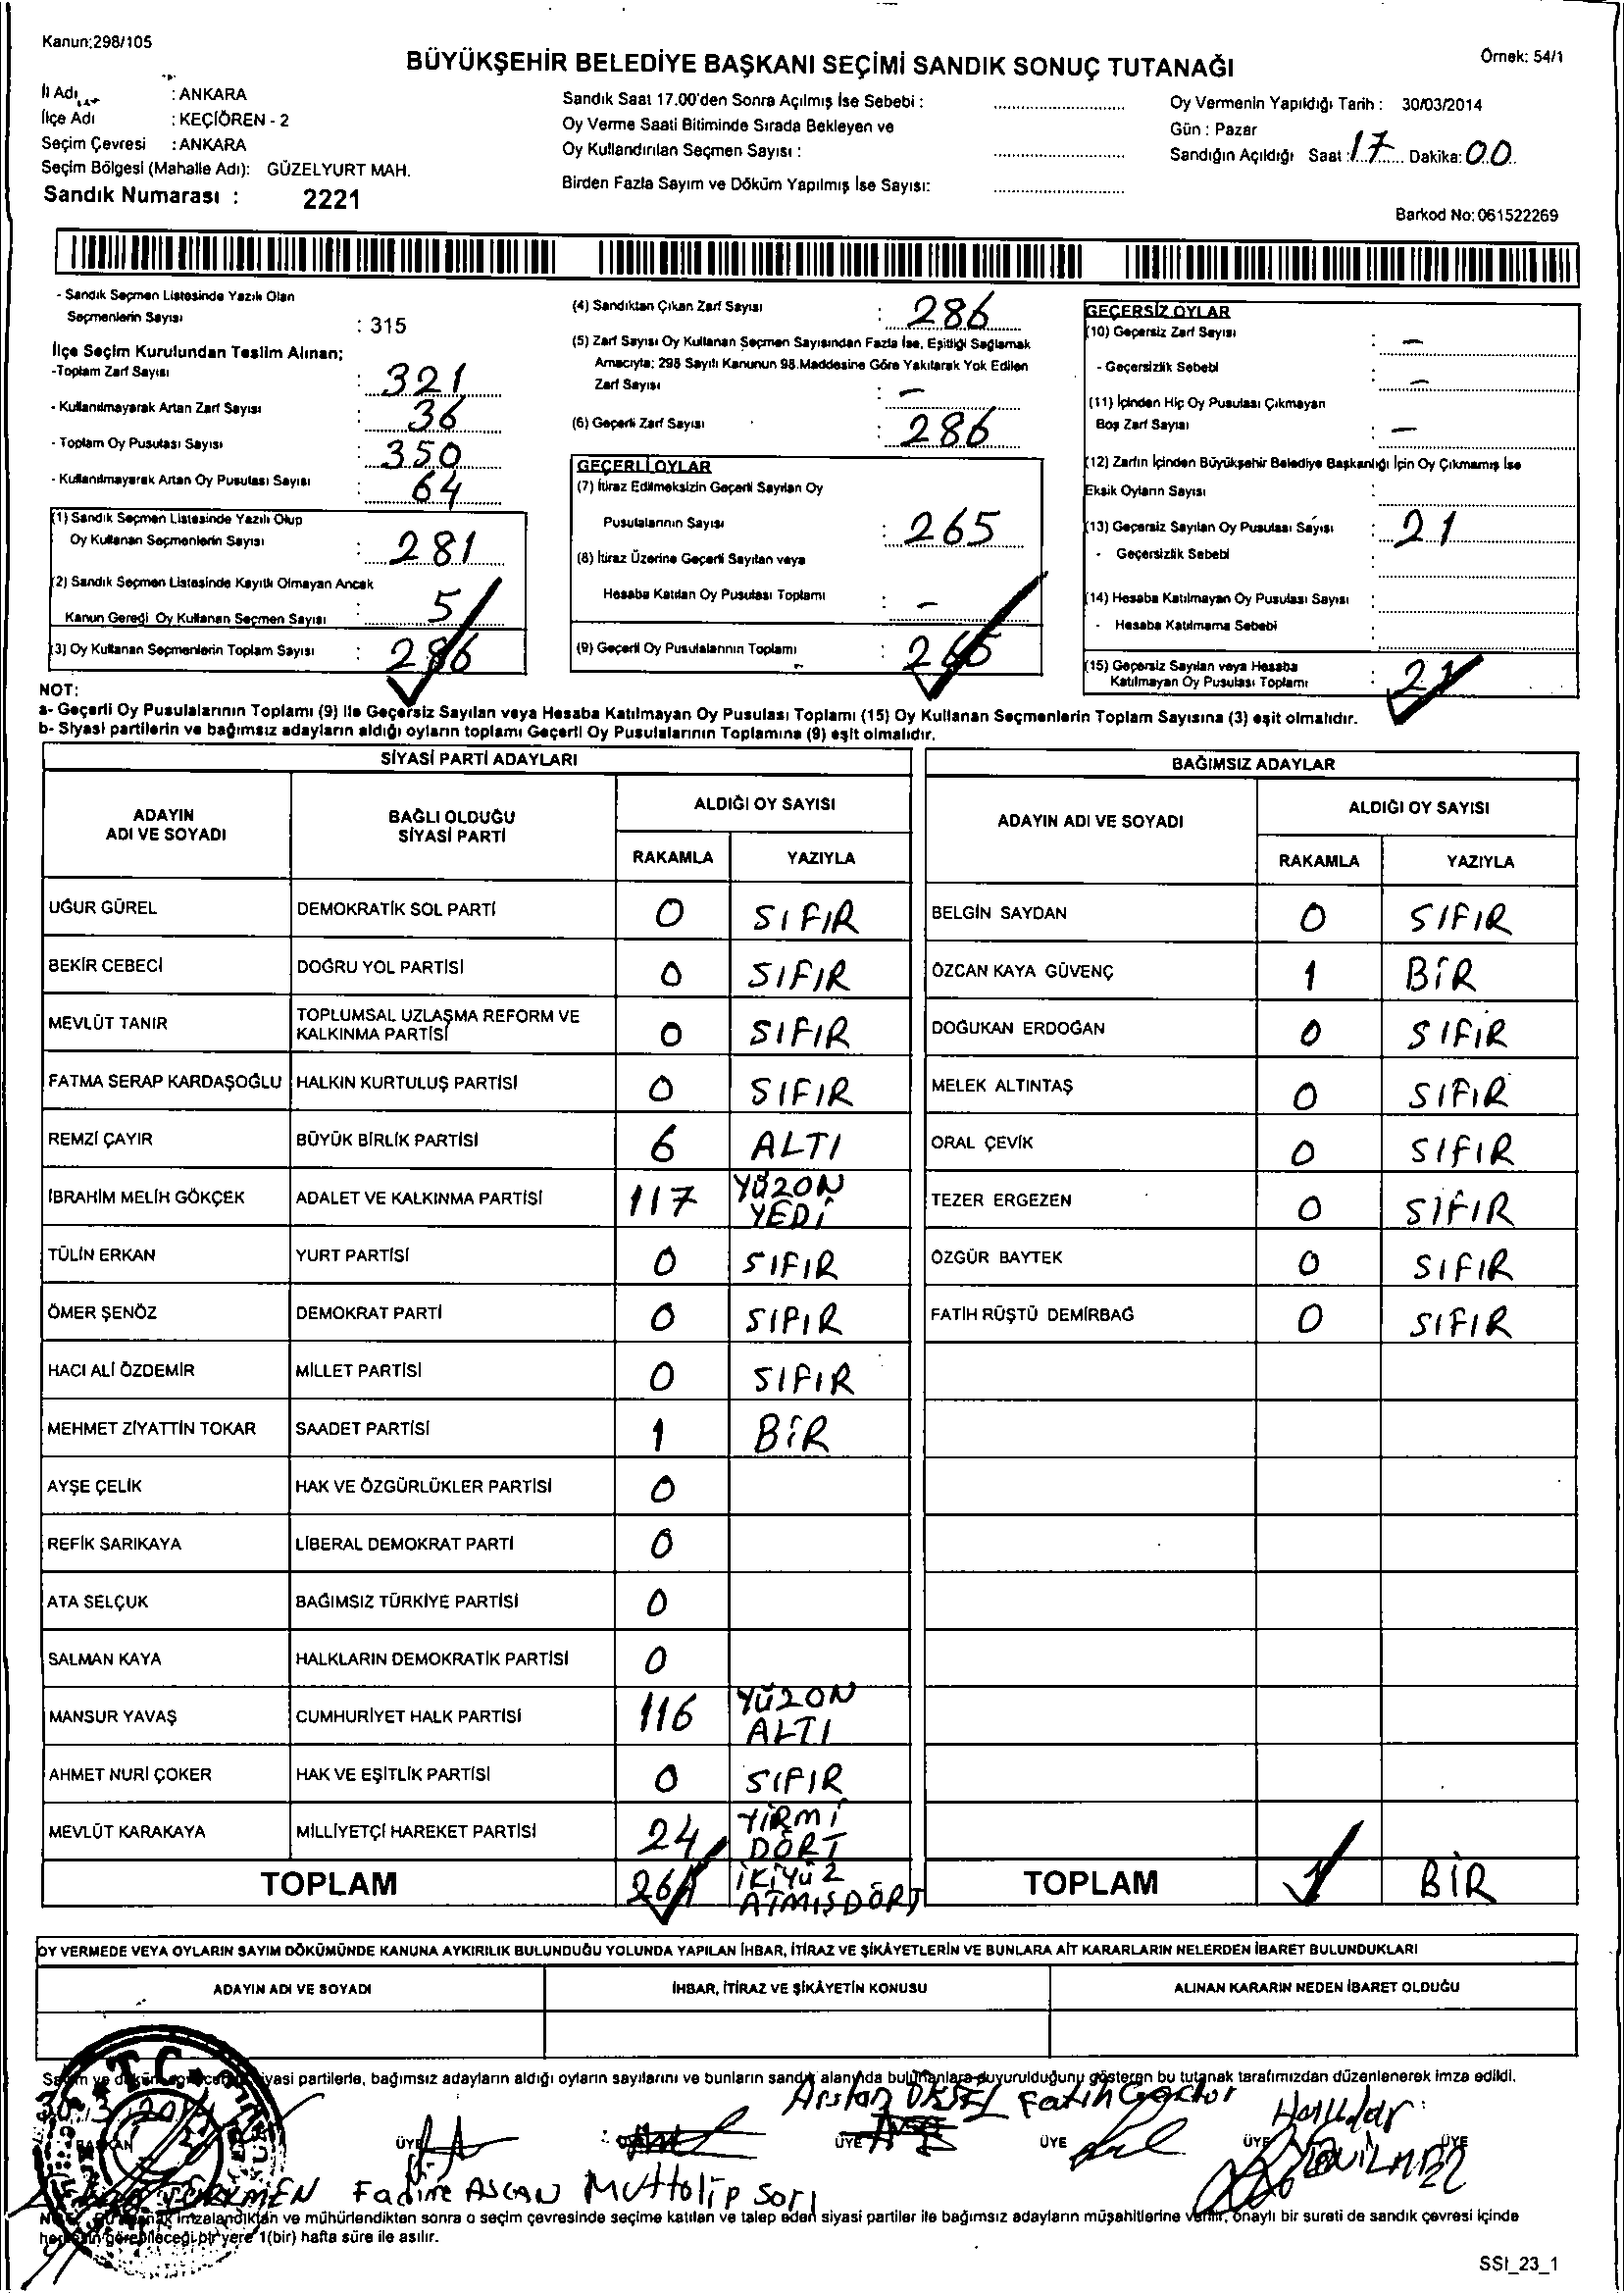 Kanun:298/105
Örnek: 54/1
BÜYÜKŞEHİR BELEDİYE BAŞKANI SEÇİMİ SANDIK SONUÇ TUTANAĞI
İl Adı : ANKARA
İlçe Adı : KEÇİÖREN - 2
Seçim Çevresi : ANKARA
Seçim Bölgesi (Mahalle Adı): GÜZELYURT MAH.
Sandık Numarası : 2221
Sandık Saat 17.00'den Sonra Açılmış İse Sebebi :
Oy Verme Saati Bitiminde Sırada Bekleyen ve
Oy Kullandırılan Seçmen Sayısı :
Birden Fazla Sayım ve Döküm Yapılmış İse Sayısı:
Oy Vermenin Yapıldığı Tarih : 30/03/2014
Gün : Pazar
Sandığın Açıldığı Saat : 17 Dakika: 00
Barkod No: 061522269
- Sandık Seçmen Listesinde Yazılı Olan
Seçmenlerin Sayısı : 315
İlçe Seçim Kurulundan Teslim Alınan;
-Toplam Zarf Sayısı : 321
- Kullanılmayarak Artan Zarf Sayısı : 36
- Toplam Oy Pusulası Sayısı : 350
- Kullanılmayarak Artan Oy Pusulası Sayısı : 64
(1) Sandık Seçmen Listesinde Yazılı Olup
Oy Kullanan Seçmenlerin Sayısı : 281
(2) Sandık Seçmen Listesinde Kayıtlı Olmayan Ancak
Kanun Gereği Oy Kullanan Seçmen Sayısı : 5
(3) Oy Kullanan Seçmenlerin Toplam Sayısı : 286
(4) Sandıktan Çıkan Zarf Sayısı : 286
(5) Zarf Sayısı Oy Kullanan Seçmen Sayısından Fazla İse, Eşitliği Sağlamak
Amacıyla; 298 Sayılı Kanunun 98.Maddesine Göre Yakılarak Yok Edilen
Zarf Sayısı : -
(6) Geçerli Zarf Sayısı : 286
GEÇERLİ OYLAR
(7) İtiraz Edilmeksizin Geçerli Sayılan Oy
Pusulalarının Sayısı : 265
(8) İtiraz Üzerine Geçerli Sayılan veya
Hesaba Katılan Oy Pusulası Toplamı : -
(9) Geçerli Oy Pusulalarının Toplamı : 265
GEÇERSİZ OYLAR
(10) Geçersiz Zarf Sayısı : -
- Geçersizlik Sebebi : -
(11) İçinden Hiç Oy Pusulası Çıkmayan
Boş Zarf Sayısı : -
(12) Zarfın İçinden Büyükşehir Belediye Başkanlığı İçin Oy Çıkmamış İse
Eksik Oyların Sayısı :
(13) Geçersiz Sayılan Oy Pusulası Sayısı : 21
- Geçersizlik Sebebi :
(14) Hesaba Katılmayan Oy Pusulası Sayısı :
- Hesaba Katılmama Sebebi :
(15) Geçersiz Sayılan veya Hesaba
Katılmayan Oy Pusulası Toplamı : 21
NOT:
a- Geçerli Oy Pusulalarının Toplamı (9) İle Geçersiz Sayılan veya Hesaba Katılmayan Oy Pusulası Toplamı (15) Oy Kullanan Seçmenlerin Toplam Sayısına (3) eşit olmalıdır.
b- Siyasi partilerin ve bağımsız adayların aldığı oyların toplamı Geçerli Oy Pusulalarının Toplamına (9) eşit olmalıdır.
SİYASİ PARTİ ADAYLARI
ADAYIN ADI VE SOYADI BAĞLI OLDUĞU SİYASİ PARTİ ALDIĞI OY SAYISI
RAKAMLA YAZIYLA
UĞUR GÜREL DEMOKRATİK SOL PARTİ 0 SIFIR
BEKİR CEBECİ DOĞRU YOL PARTİSİ 0 SIFIR
MEVLÜT TANIR TOPLUMSAL UZLAŞMA REFORM VE KALKINMA PARTİSİ 0 SIFIR
FATMA SERAP KARDAŞOĞLU HALKIN KURTULUŞ PARTİSİ 0 SIFIR
REMZİ ÇAYIR BÜYÜK BİRLİK PARTİSİ 6 ALTI
İBRAHİM MELİH GÖKÇEK ADALET VE KALKINMA PARTİSİ 117 YÜZON YEDİ
TÜLİN ERKAN YURT PARTİSİ 0 SIFIR
ÖMER ŞENÖZ DEMOKRAT PARTİ 0 SIFIR
HACI ALİ ÖZDEMİR MİLLET PARTİSİ 0 SIFIR
MEHMET ZİYATTİN TOKAR SAADET PARTİSİ 1 BİR
AYŞE ÇELİK HAK VE ÖZGÜRLÜKLER PARTİSİ 0
REFİK SARIKAYA LİBERAL DEMOKRAT PARTİ 0
ATA SELÇUK BAĞIMSIZ TÜRKİYE PARTİSİ 0
SALMAN KAYA HALKLARIN DEMOKRATİK PARTİSİ 0
MANSUR YAVAŞ CUMHURİYET HALK PARTİSİ 116 YÜZON ALTI
AHMET NURİ ÇOKER HAK VE EŞİTLİK PARTİSİ 0 SIFIR
MEVLÜT KARAKAYA MİLLİYETÇİ HAREKET PARTİSİ 24 YİRMİ DÖRT
TOPLAM 264 İKİYÜZ ATMIŞDÖRT
BAĞIMSIZ ADAYLAR
ADAYIN ADI VE SOYADI ALDIĞI OY SAYISI
RAKAMLA YAZIYLA
BELGİN SAYDAN 0 SIFIR
ÖZCAN KAYA GÜVENÇ 1 BİR
DOĞUKAN ERDOĞAN 0 SIFIR
MELEK ALTINTAŞ 0 SIFIR
ORAL ÇEVİK 0 SIFIR
TEZER ERGEZEN 0 SIFIR
ÖZGÜR BAYTEK 0 SIFIR
FATİH RÜŞTÜ DEMİRBAĞ 0 SIFIR
TOPLAM 1 BİR
OY VERMEDE VEYA OYLARIN SAYIM DÖKÜMÜNDE KANUNA AYKIRILIK BULUNDUĞU YOLUNDA YAPILAN İHBAR, İTİRAZ VE ŞİKÂYETLERİN VE BUNLARA AİT KARARLARIN NELERDEN İBARET BULUNDUKLARI
ADAYIN ADI VE SOYADI İHBAR, İTİRAZ VE ŞİKÂYETİN KONUSU ALINAN KARARIN NEDEN İBARET OLDUĞU
siyasi partilerle, bağımsız adayların aldığı oyların sayılarını ve bunların sandık alanında bulunanlara duyurulduğunu gösteren bu tutanak tarafımızdan düzenlenerek imza edildi.
T.C.
Arslan Fatih
BAŞKAN ÜYE ÜYE ÜYE ÜYE ÜYE
Fadime ASLAN Muttalip Sarı YILMAZ
imzalandıktan ve mühürlendikten sonra o seçim çevresinde seçime katılan ve talep eden siyasi partiler ile bağımsız adayların müşahitlerine verilir, onaylı bir sureti de sandık çevresi içinde
herkesin görebileceği bir yere 1(bir) hafta süre ile asılır.
SSI_23_1